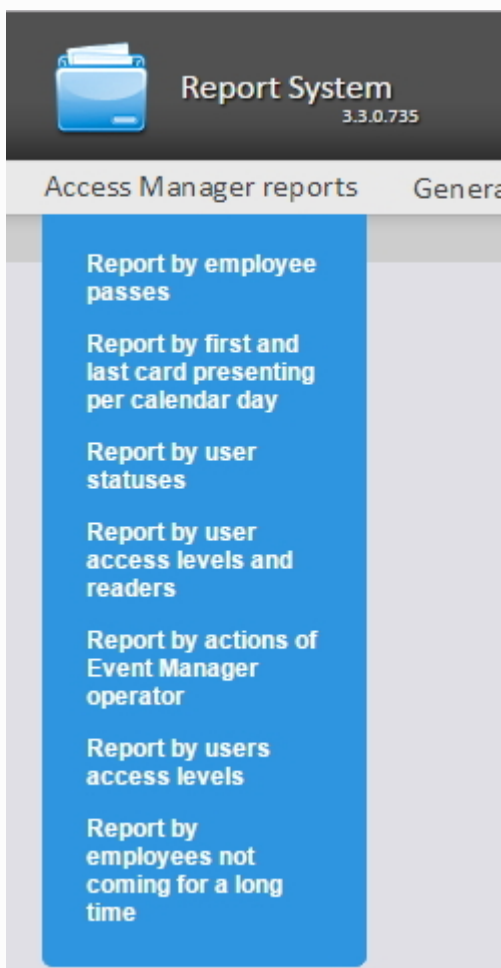 Report System
3.3.0.735
Access Manager reports Genera
Report by employee
passes
Report by first and
last card presenting
per calendar day
Report by user
statuses
Report by user
access levels and
readers
Report by actions of
Event Manager
operator
Report by users
access levels
Report by
employees not
coming for a long
time